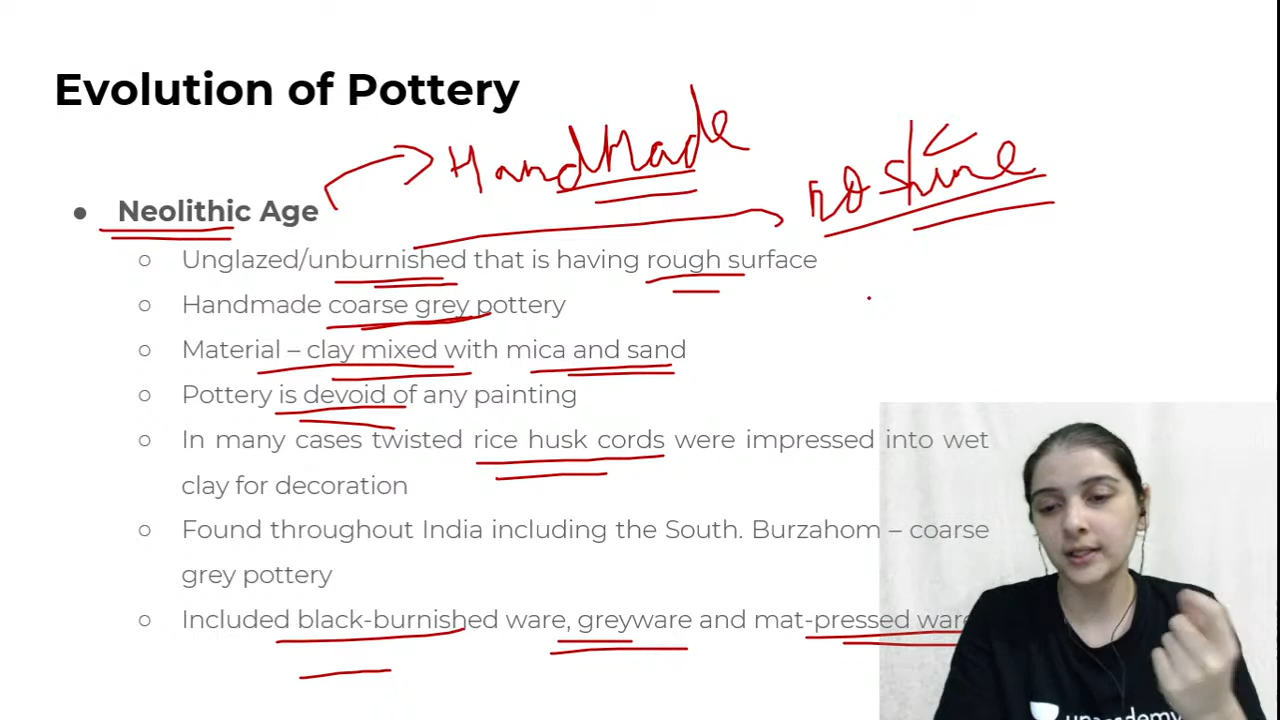 Evolution of Pottery
Handmade
no shine
● Neolithic Age
○ Unglazed/unburnished that is having rough surface
○ Handmade coarse grey pottery
○ Material – clay mixed with mica and sand
○ Pottery is devoid of any painting
○ In many cases twisted rice husk cords were impressed into wet
clay for decoration
○ Found throughout India including the South. Burzahom – coarse
grey pottery
○ Included black-burnished ware, greyware and mat-pressed ware